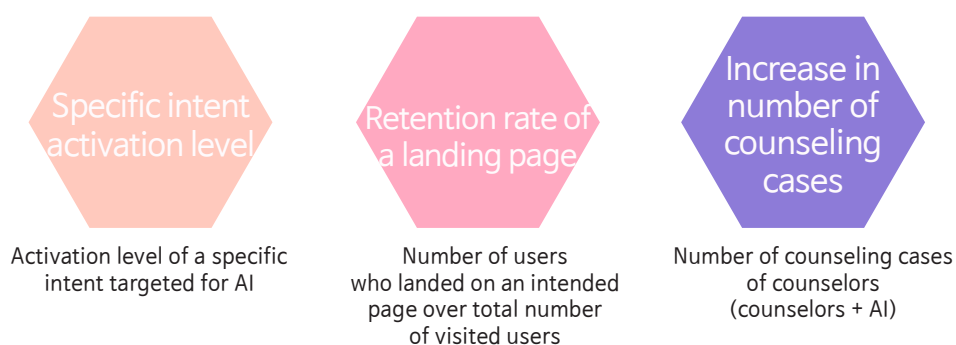 Specific intent
activation level
Activation level of a specific
intent targeted for AI
Retention rate of
a landing page
Number of users
who landed on an intended
page over total number
of visited users
Increase in
number of
counseling
cases
Number of counseling cases
of counselors
(counselors + AI)